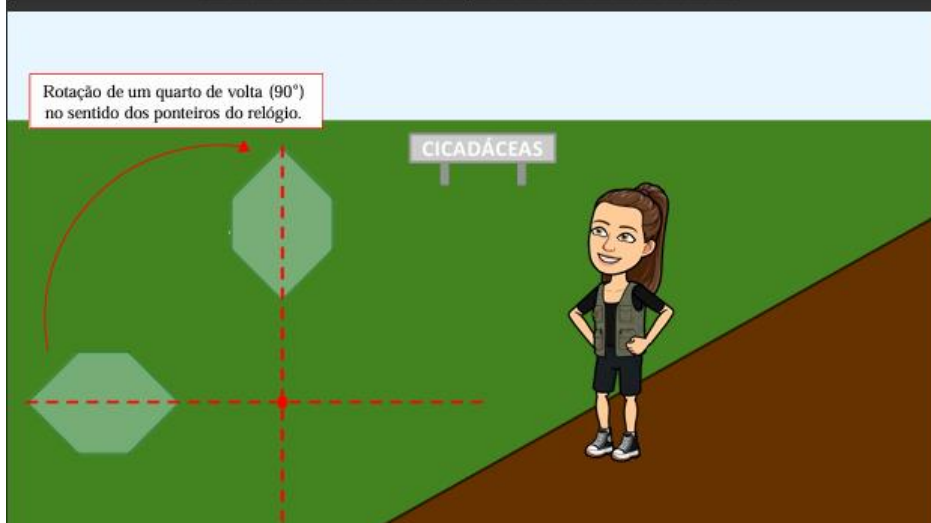 Rotação de um quarto de volta (90°)
no sentido dos ponteiros do relógio.
CICADÁCEAS